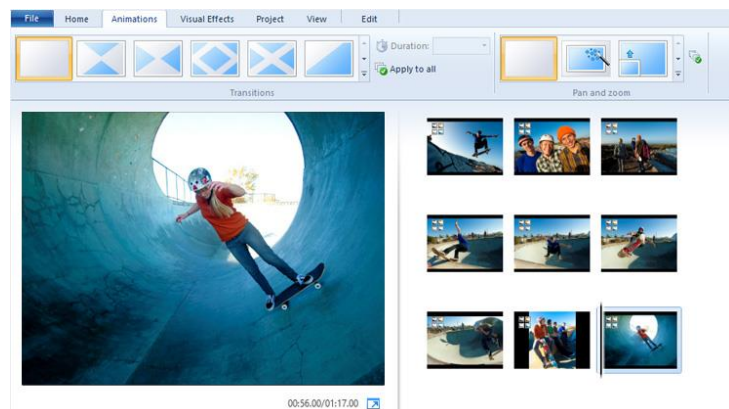 File Home Animations Visual Effects Project View Edit
Duration:
Apply to all
Transitions
Pan and zoom
00:56.00/01:17.00